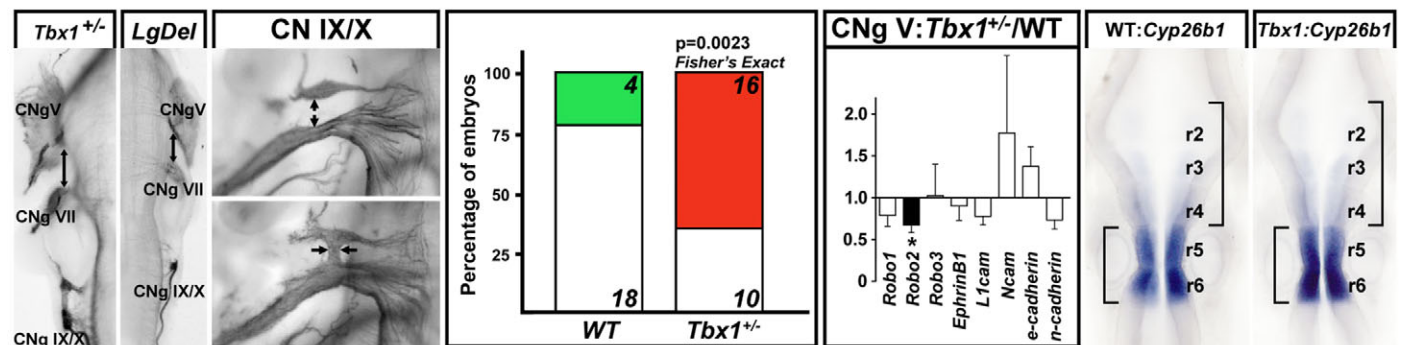 Tbx1+/-
LgDel
CNgV
CNg VII
CNg IX/X
CNgV
CNg VII
CNg IX/X
CN IX/X
Percentage of embryos
100
75
50
25
4
18
WT
p=0.0023
Fisher's Exact
16
10
Tbx1+/-
CNg V:Tbx1+/-/WT
2.0
1.5
1.0
0.5
0
*
Robo1
Robo2
Robo3
EphrinB1
L1cam
Ncam
e-cadherin
n-cadherin
WT:Cyp26b1
r2
r3
r4
r5
r6
Tbx1:Cyp26b1
r2
r3
r4
r5
r6